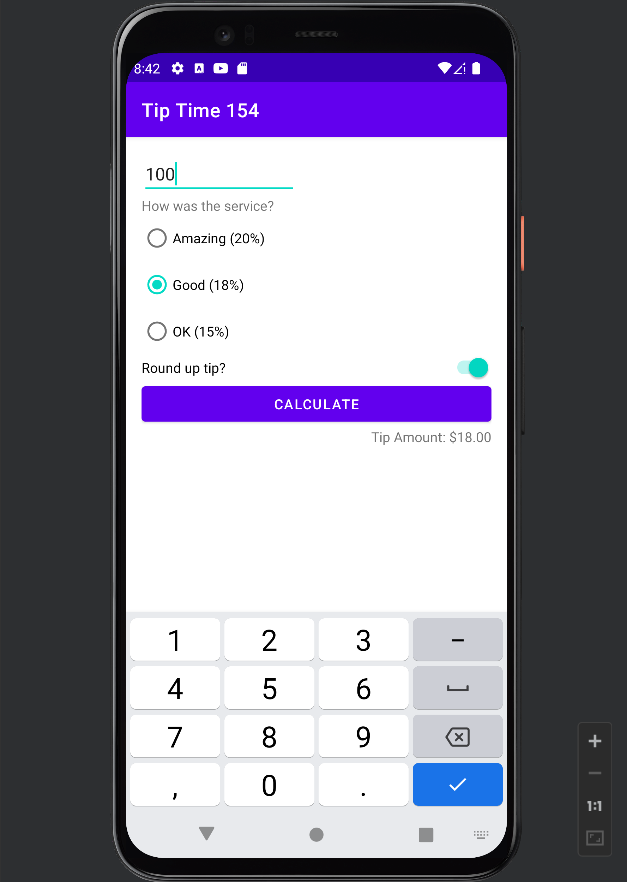 8:42
Tip Time 154
100
How was the service?
Amazing (20%)
Good (18%)
OK (15%)
Round up tip?
CALCULATE
Tip Amount: $18.00
1 2 3 -
4 5 6
7 8 9
, 0 .
1:1